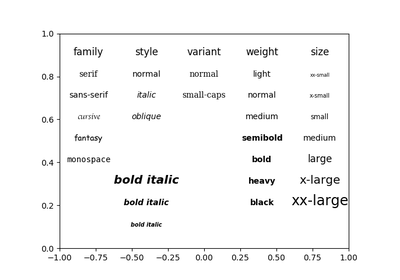 1.0
family style variant weight size
serif normal normal light xx-small
0.8
sans-serif italic small-caps normal x-small
cursive oblique medium small
0.6
fantasy semibold medium
monospace bold large
0.4
bold italic heavy x-large
bold italic black xx-large
0.2
bold italic
0.0
−1.00 −0.75 −0.50 −0.25 0.00 0.25 0.50 0.75 1.00